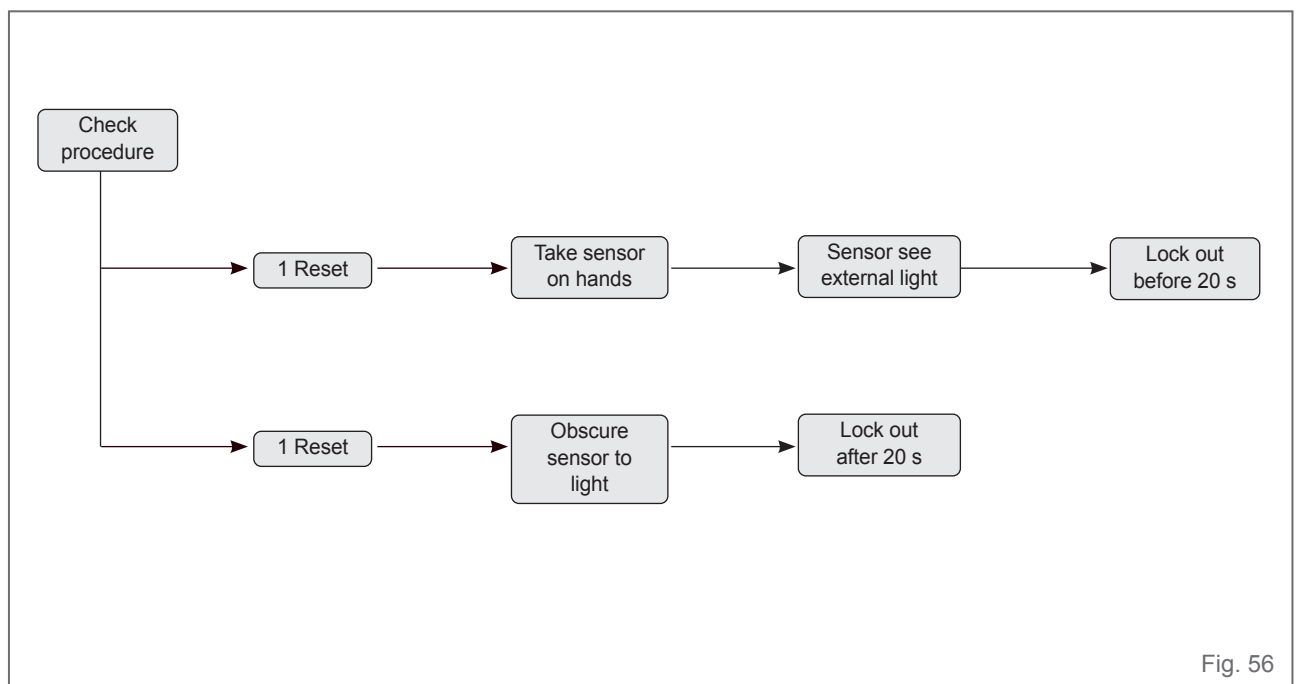 Check
procedure
1 Reset
Take sensor
on hands
Sensor see
external light
Lock out
before 20 s
1 Reset
Obscure
sensor to
light
Lock out
after 20 s
Fig. 56